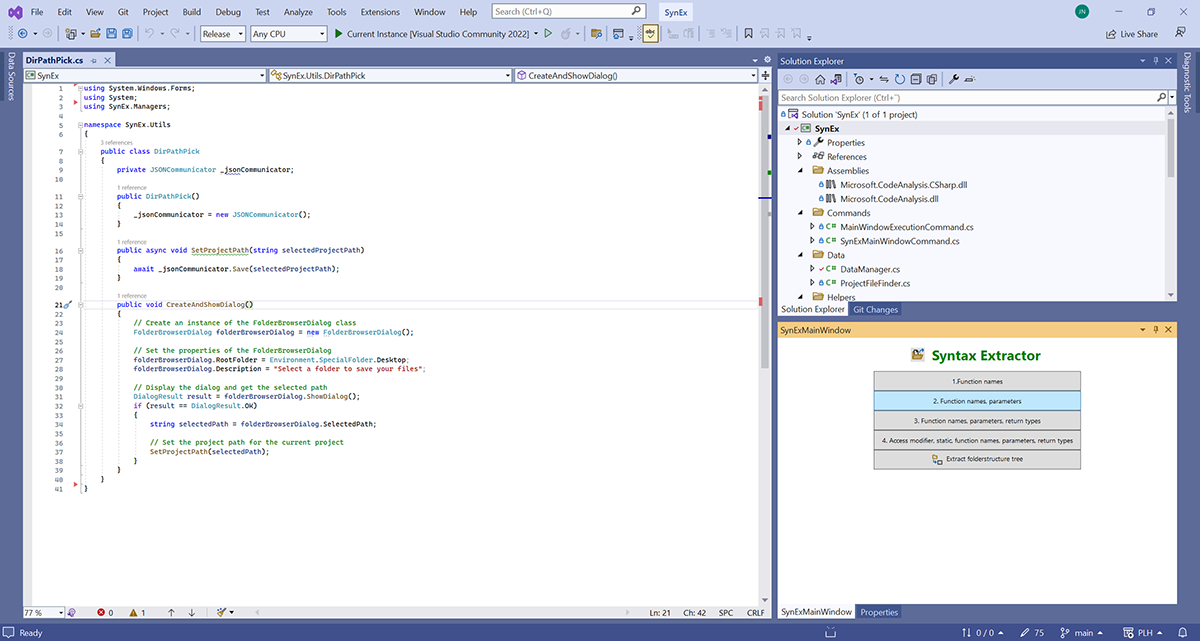 File Edit View Git Project Build Debug Test Analyze Tools Extensions Window Help Search (Ctrl+Q) SynEx JN
Release Any CPU Current Instance [Visual Studio Community 2022] Live Share
Data Sources
DirPathPick.cs
SynEx SynEx.Utils.DirPathPick CreateAndShowDialog()
1 using System.Windows.Forms;
2 using System;
3 using SynEx.Managers;
4
5 namespace SynEx.Utils
6 {
3 references
7 public class DirPathPick
8 {
9 private JSONCommunicator _jsonCommunicator;
10
1 reference
11 public DirPathPick()
12 {
13 _jsonCommunicator = new JSONCommunicator();
14 }
15
1 reference
16 public async void SetProjectPath(string selectedProjectPath)
17 {
18 await _jsonCommunicator.Save(selectedProjectPath);
19 }
20
1 reference
21 public void CreateAndShowDialog()
22 {
23 // Create an instance of the FolderBrowserDialog class
24 FolderBrowserDialog folderBrowserDialog = new FolderBrowserDialog();
25
26 // Set the properties of the FolderBrowserDialog
27 folderBrowserDialog.RootFolder = Environment.SpecialFolder.Desktop;
28 folderBrowserDialog.Description = "Select a folder to save your files";
29
30 // Display the dialog and get the selected path
31 DialogResult result = folderBrowserDialog.ShowDialog();
32 if (result == DialogResult.OK)
33 {
34 string selectedPath = folderBrowserDialog.SelectedPath;
35
36 // Set the project path for the current project
37 SetProjectPath(selectedPath);
38 }
39 }
40 }
41 }
77 % 0 1 Ln: 21 Ch: 42 SPC CRLF
Solution Explorer
Search Solution Explorer (Ctrl+¨)
Solution 'SynEx' (1 of 1 project)
SynEx
Properties
References
Assemblies
Microsoft.CodeAnalysis.CSharp.dll
Microsoft.CodeAnalysis.dll
Commands
C# MainWindowExecutionCommand.cs
C# SynExMainWindowCommand.cs
Data
C# DataManager.cs
C# ProjectFileFinder.cs
Helpers
Solution Explorer Git Changes
SynExMainWindow
Syntax Extractor
1.Function names
2. Function names, parameters
3. Function names, parameters, return types
4. Access modifier, static, function names, parameters, return types
Extract folderstructure tree
SynExMainWindow Properties
Diagnostic Tools
Ready 0 / 0 75 main PLH